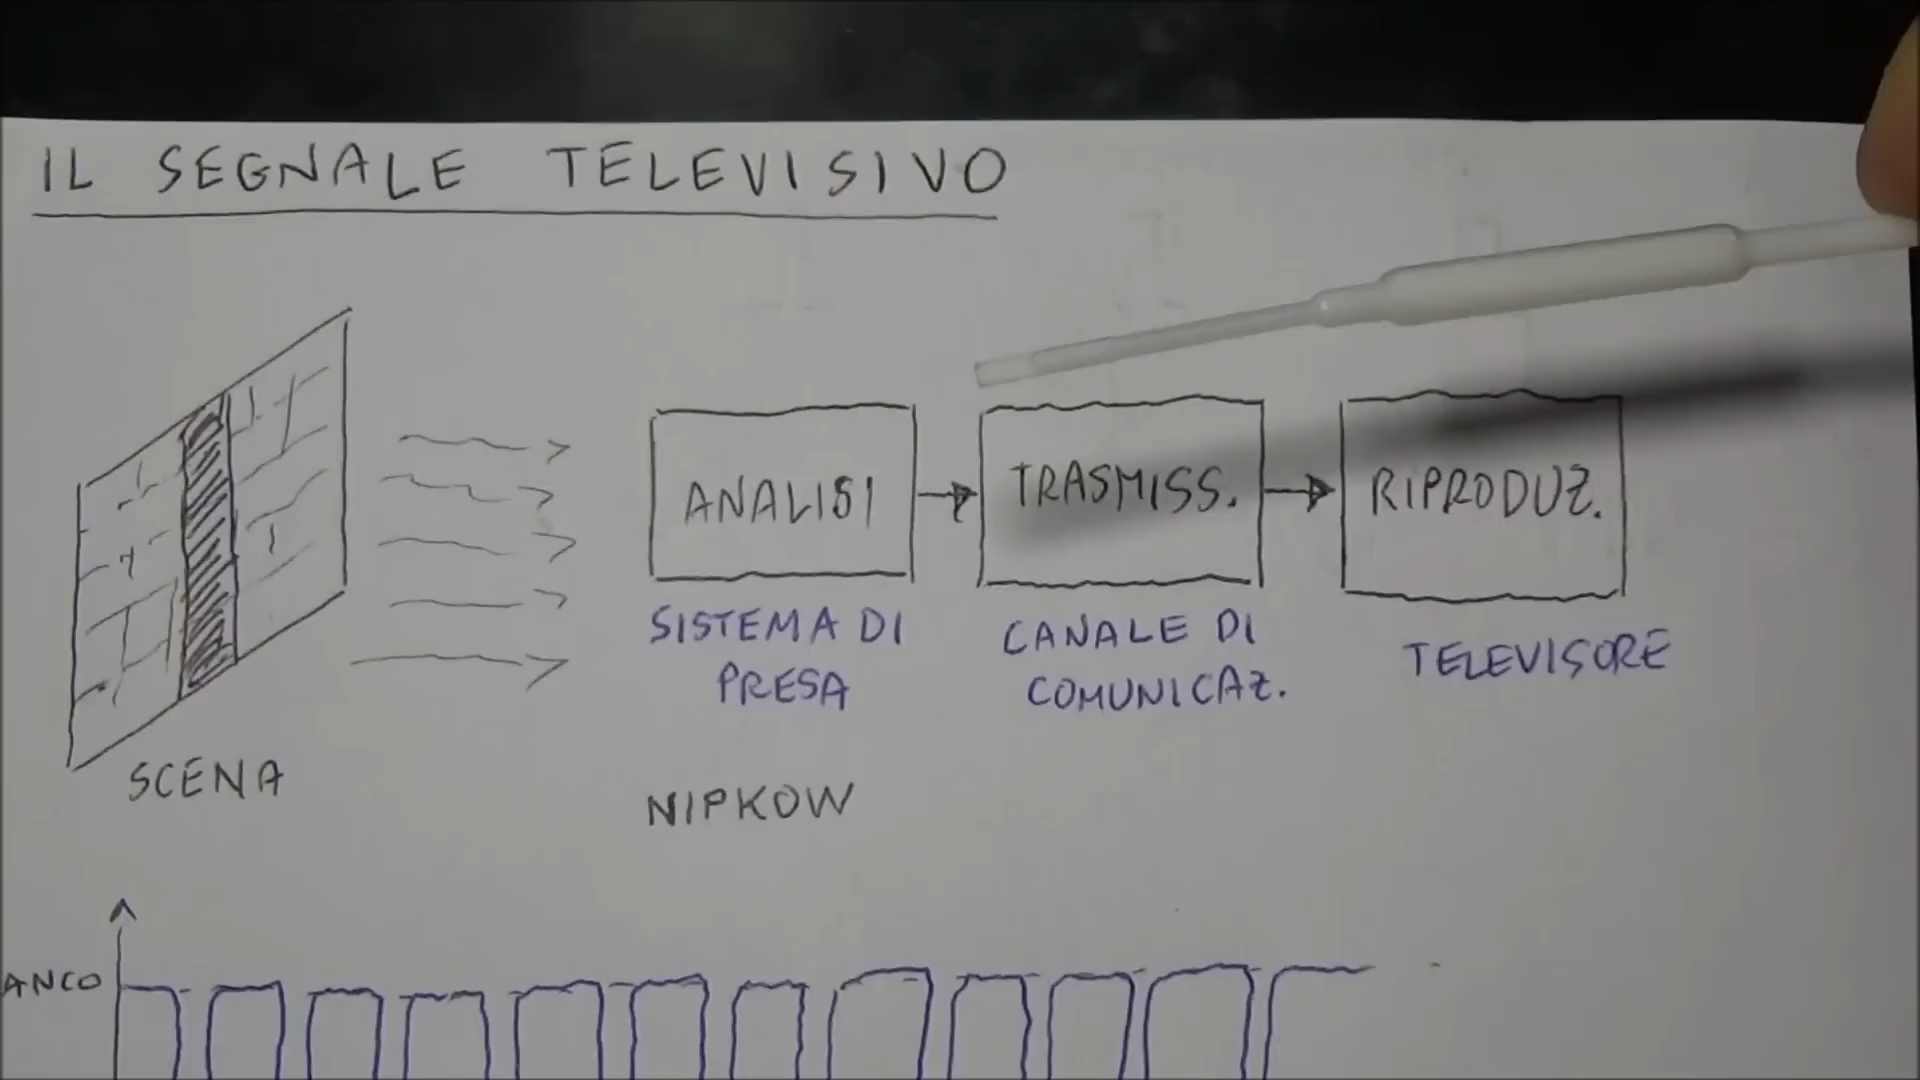 IL SEGNALE TELEVISIVO
ANALISI
TRASMISS.
RIPRODUZ.
SISTEMA DI
PRESA
CANALE DI
COMUNICAZ.
TELEVISORE
SCENA
NIPKOW
ANCO